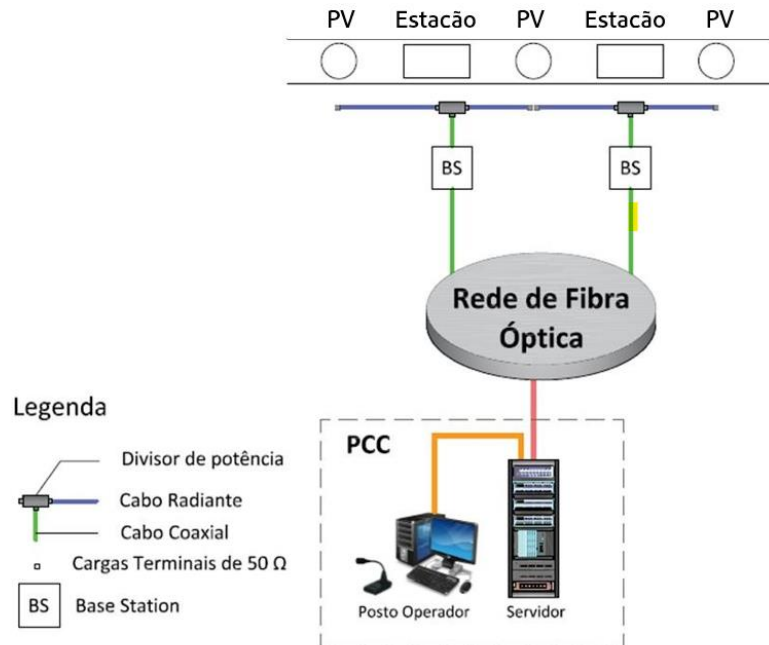 PV Estacão PV Estacão PV
BS BS
Rede de Fibra
Óptica
Legenda
Divisor de potência
Cabo Radiante
Cabo Coaxial
Cargas Terminais de 50 Ω
BS Base Station
PCC
Posto Operador Servidor